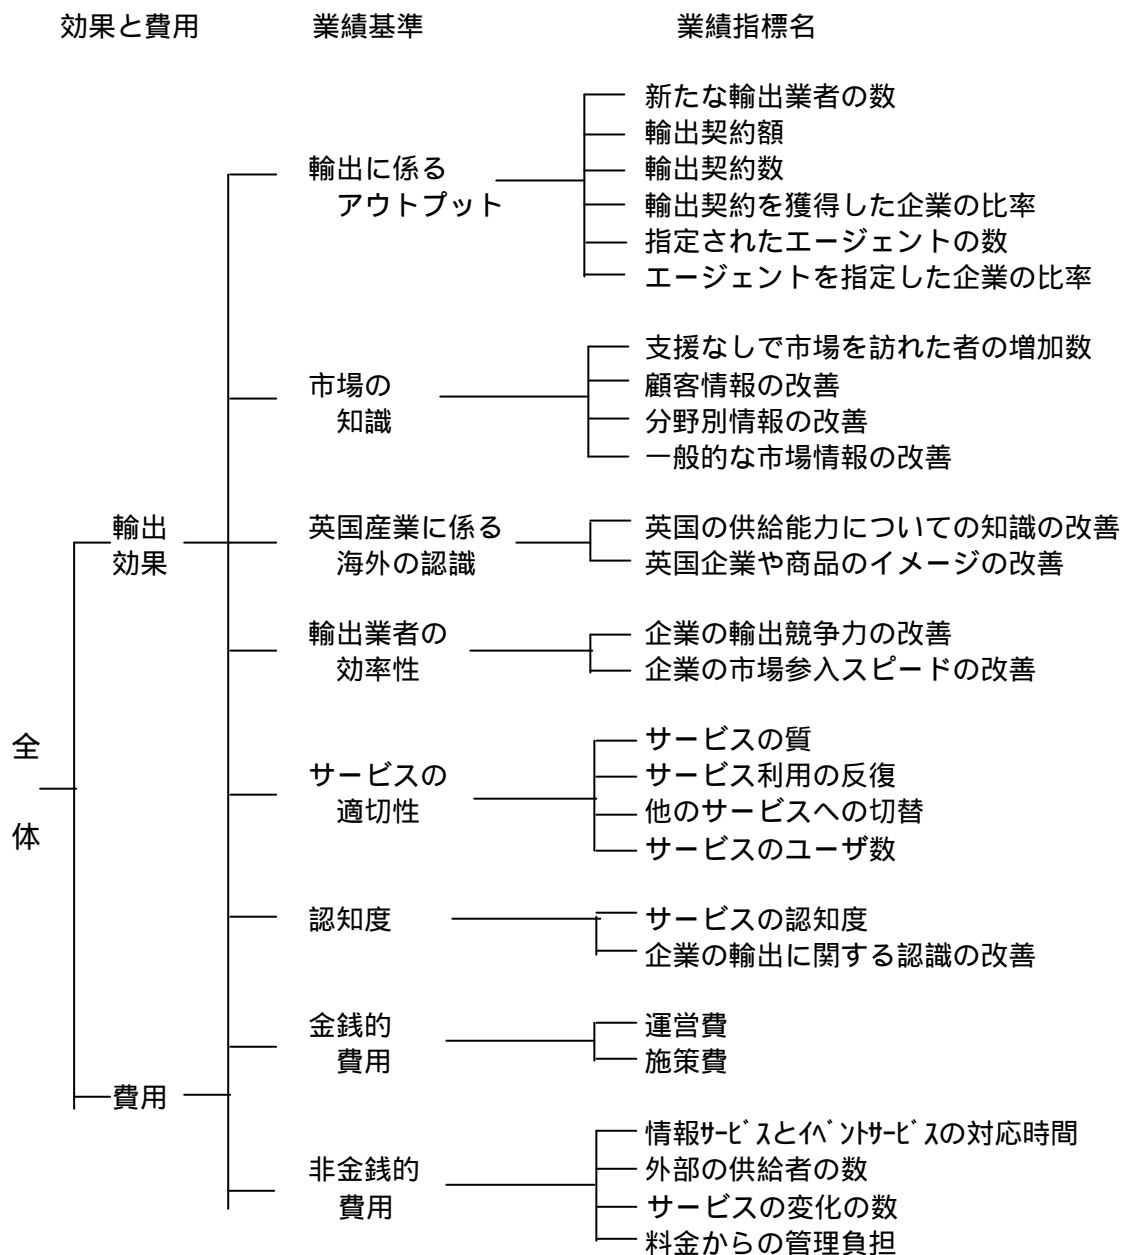 効果と費用 業績基準 業績指標名
新たな輸出業者の数
輸出契約額
輸出に係る
アウトプット
輸出契約数
輸出契約を獲得した企業の比率
指定されたエージェントの数
エージェントを指定した企業の比率
市場の
知識
支援なしで市場を訪れた者の増加数
顧客情報の改善
分野別情報の改善
一般的な市場情報の改善
輸出
効果
英国産業に係る
海外の認識
英国の供給能力についての知識の改善
英国企業や商品のイメージの改善
輸出業者の
効率性
企業の輸出競争力の改善
企業の市場参入スピードの改善
全
体
サービスの
適切性
サービスの質
サービス利用の反復
他のサービスへの切替
サービスのユーザ数
認知度
サービスの認知度
企業の輸出に関する認識の改善
金銭的
費用
運営費
施策費
費用
非金銭的
費用
情報ｻｰﾋﾞｽとｲﾍﾞﾝﾄｻｰﾋﾞｽの対応時間
外部の供給者の数
サービスの変化の数
料金からの管理負担